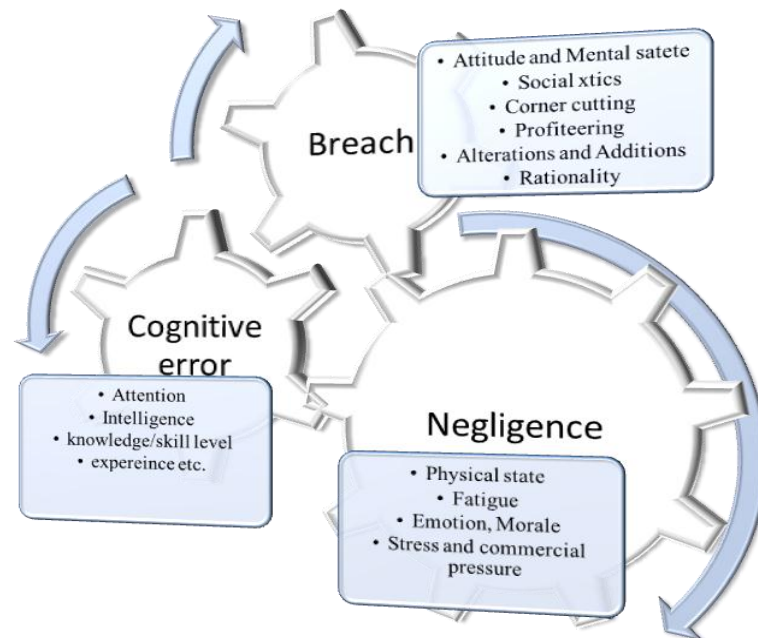 Breach
• Attitude and Mental satete
• Social xtics
• Corner cutting
• Profiteering
• Alterations and Additions
• Rationality
Cognitive
error
• Attention
• Intelligence
• knowledge/skill level
• expereince etc.
Negligence
• Physical state
• Fatigue
• Emotion, Morale
• Stress and commercial
pressure